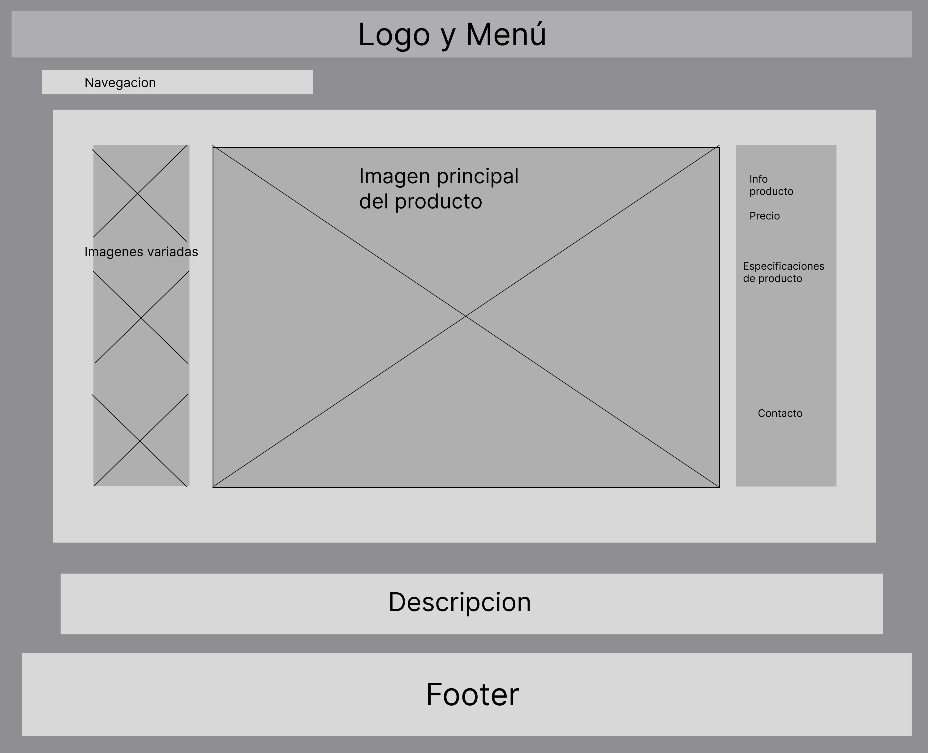 Logo y Menú
Navegacion
Imagenes variadas
Imagen principal
del producto
Info
producto
Precio
Especificaciones
de producto
Contacto
Descripcion
Footer